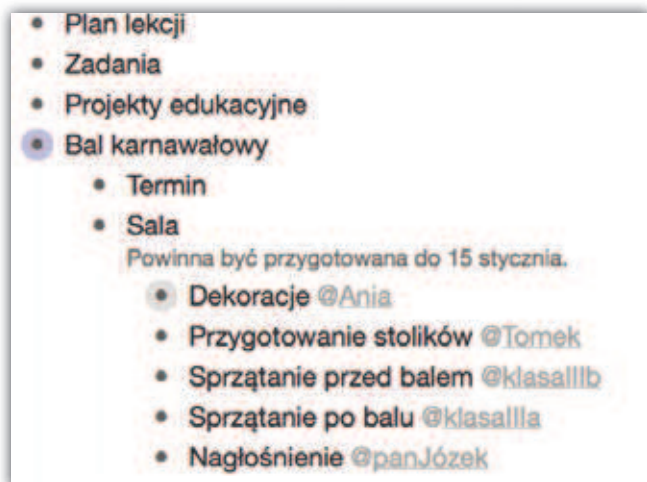 Plan lekcji
Zadania
Projekty edukacyjne
Bal karnawałowy
Termin
Sala
Powinna być przygotowana do 15 stycznia.
Dekoracje @Ania
Przygotowanie stolików @Tomek
Sprzątanie przed balem @klasaIIIb
Sprzątanie po balu @klasaIIIa
Nagłośnienie @panJózek